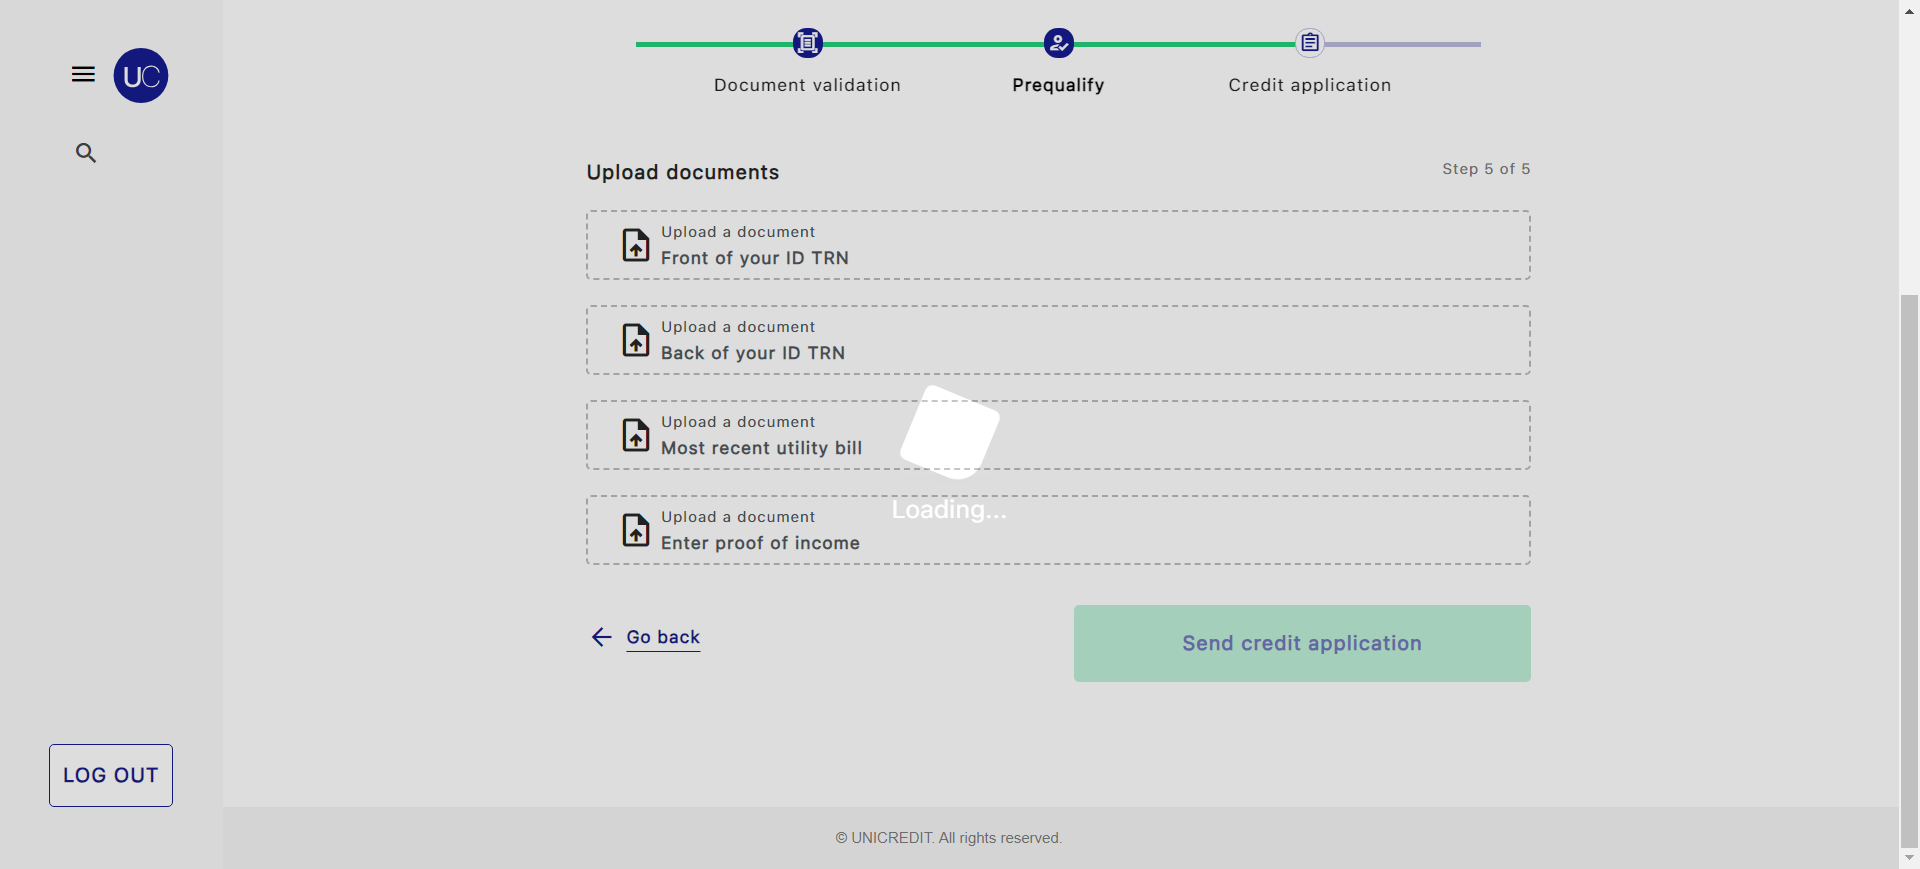 UC
Document validation
Prequalify
Credit application
Upload documents
Step 5 of 5
Upload a document
Front of your ID TRN
Upload a document
Back of your ID TRN
Upload a document
Most recent utility bill
Loading...
Upload a document
Enter proof of income
Go back
Send credit application
LOG OUT
© UNICREDIT. All rights reserved.